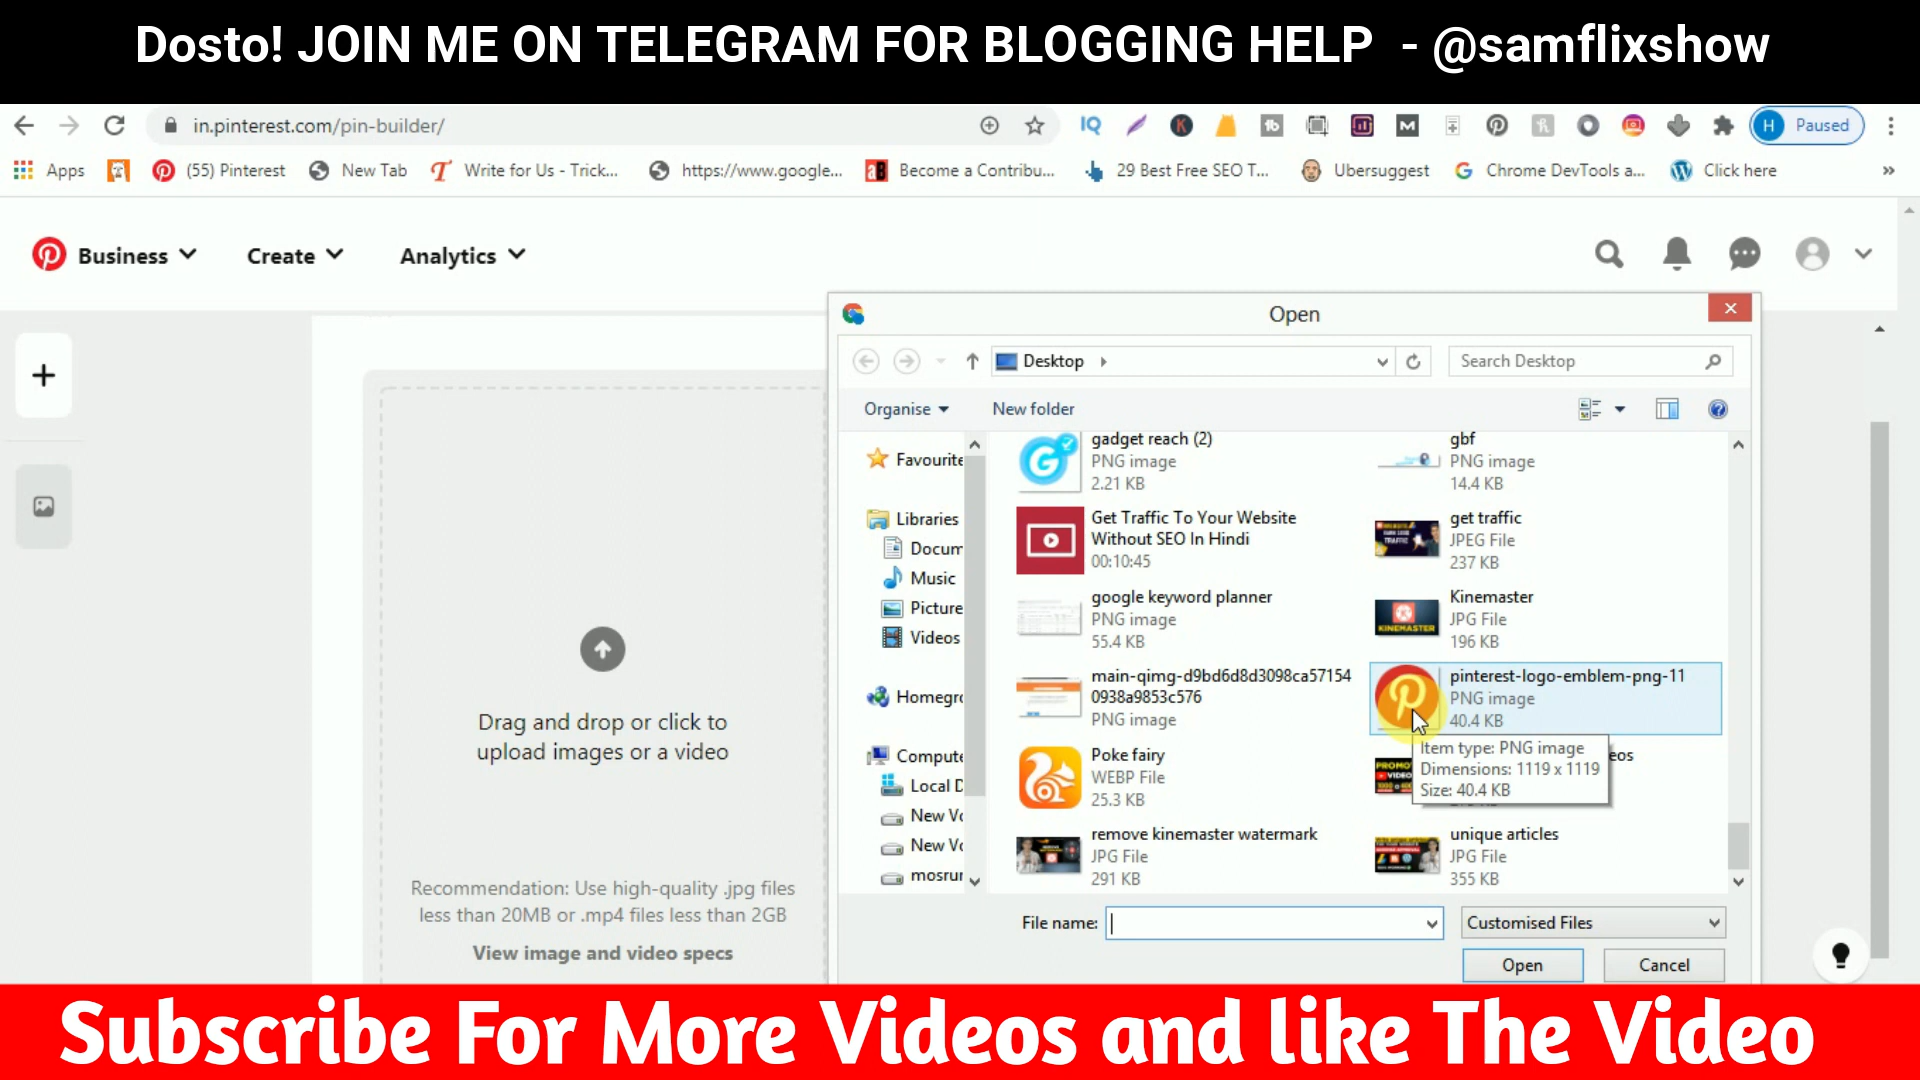 Dosto! JOIN ME ON TELEGRAM FOR BLOGGING HELP - @samflixshow
in.pinterest.com/pin-builder/
H Paused
Apps
(55) Pinterest
New Tab
Write for Us - Trick...
https://www.google...
Become a Contribu...
29 Best Free SEO T...
Ubersuggest
Chrome DevTools a...
Click here
»
Business
Create
Analytics
Open
Desktop
Search Desktop
Organise
New folder
Favourite
Libraries
Docum
Music
Picture
Videos
Homegr
Compute
Local D
New Vo
New Vo
mosrur
gadget reach (2)
PNG image
2.21 KB
gbf
PNG image
14.4 KB
Get Traffic To Your Website
Without SEO In Hindi
00:10:45
get traffic
JPEG File
237 KB
google keyword planner
PNG image
55.4 KB
Kinemaster
JPG File
196 KB
KINEMASTER
main-qimg-d9bd6d8d3098ca57154
0938a9853c576
PNG image
pinterest-logo-emblem-png-11
PNG image
40.4 KB
Item type: PNG image
Dimensions: 1119 x 1119
Size: 40.4 KB
Poke fairy
WEBP File
25.3 KB
eos
remove kinemaster watermark
JPG File
291 KB
unique articles
JPG File
355 KB
File name:
Customised Files
Open
Cancel
Drag and drop or click to
upload images or a video
Recommendation: Use high-quality .jpg files
less than 20MB or .mp4 files less than 2GB
View image and video specs
Subscribe For More Videos and like The Video